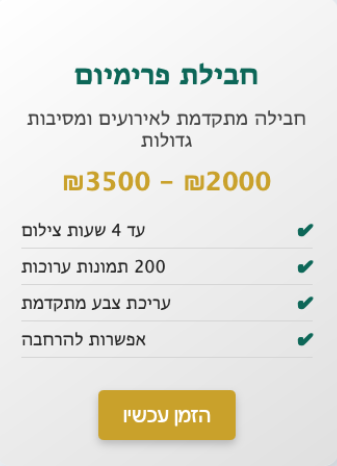 חבילת פרימיום
חבילה מתקדמת לאירועים ומסיבות
גדולות
₪2000 – ₪3500
✔ עד 4 שעות צילום
✔ 200 תמונות ערוכות
✔ עריכת צבע מתקדמת
✔ אפשרות להרחבה
הזמן עכשיו